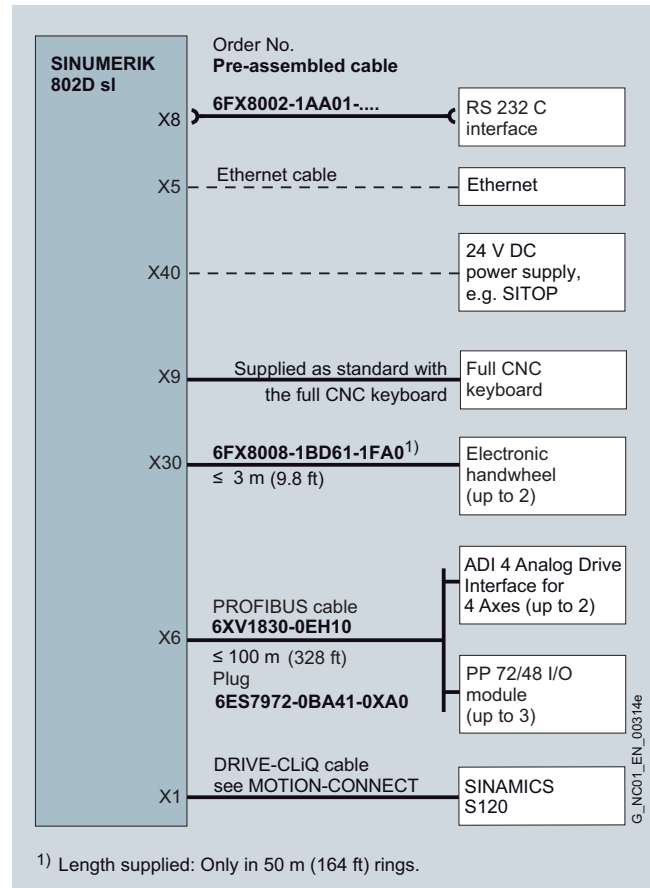 SINUMERIK
802D sl
Order No.
Pre-assembled cable
X8
6FX8002-1AA01-....
RS 232 C
interface
X5
Ethernet cable
Ethernet
X40
24 V DC
power supply,
e.g. SITOP
X9
Supplied as standard with
the full CNC keyboard
Full CNC
keyboard
X30
6FX8008-1BD61-1FA0 1)
≤ 3 m (9.8 ft)
Electronic
handwheel
(up to 2)
X6
PROFIBUS cable
6XV1830-0EH10
≤ 100 m (328 ft)
Plug
6ES7972-0BA41-0XA0
ADI 4 Analog Drive
Interface for
4 Axes (up to 2)
PP 72/48 I/O
module
(up to 3)
X1
DRIVE-CLiQ cable
see MOTION-CONNECT
SINAMICS
S120
G_NC01_EN_00314e
1) Length supplied: Only in 50 m (164 ft) rings.